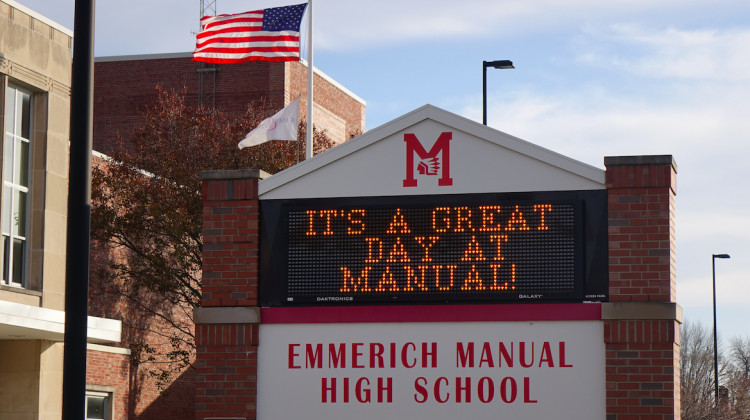 M
IT'S A GREAT
DAY AT
MANUAL!
DAKTRONICS GALAXY
EMMERICH MANUAL
HIGH SCHOOL